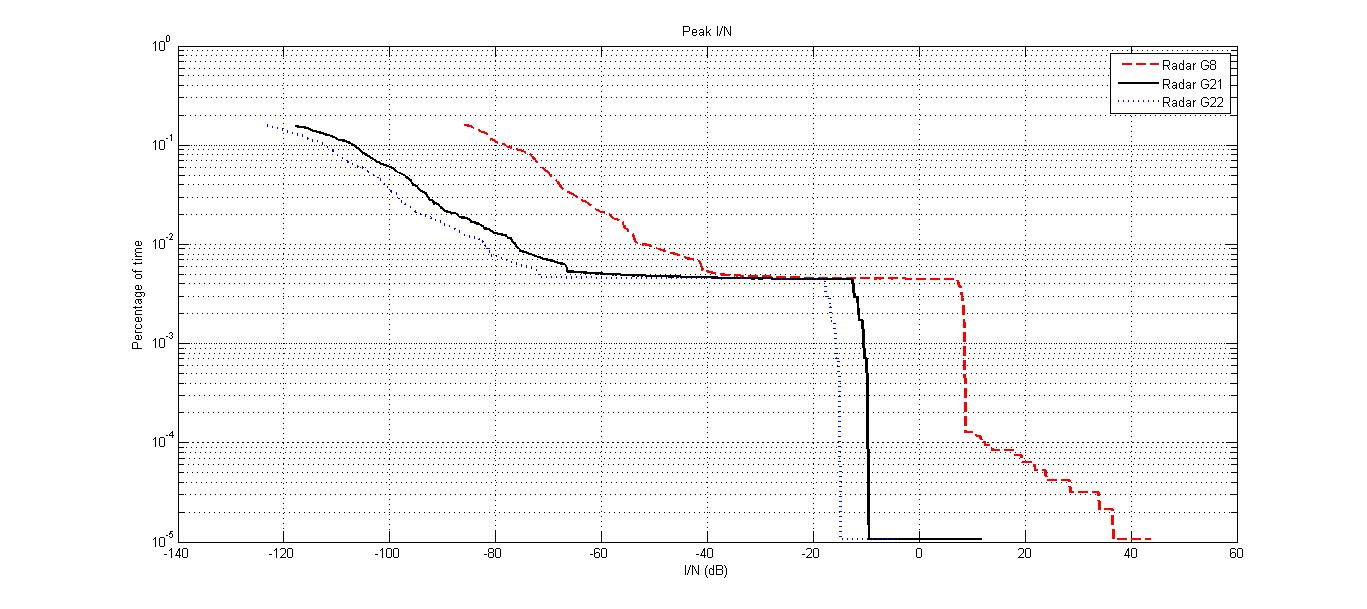 Peak I/N
10^0
10^-1
10^-2
10^-3
10^-4
10^-5
Percentage of time
-140 -120 -100 -80 -60 -40 -20 0 20 40 60
I/N (dB)
Radar G8
Radar G21
Radar G22